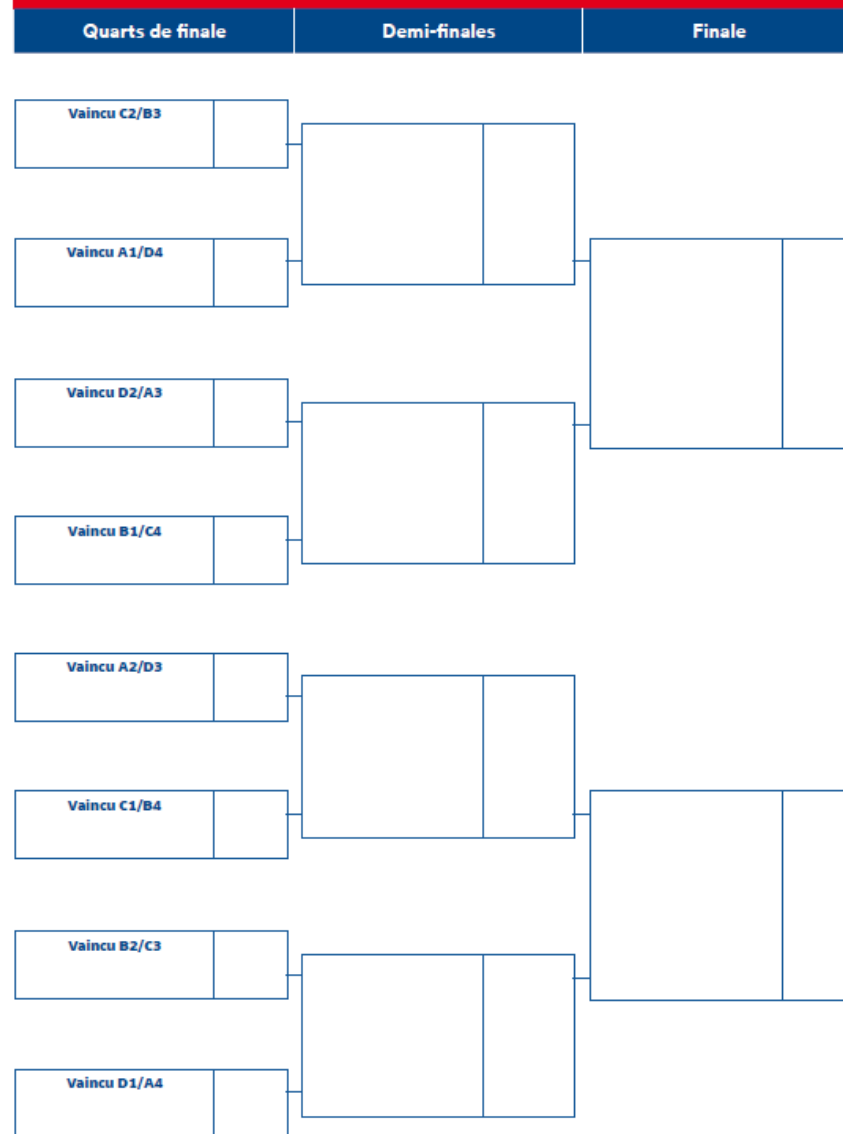 Quarts de finale
Demi-finales
Finale
Vaincu C2/B3
Vaincu A1/D4
Vaincu D2/A3
Vaincu B1/C4
Vaincu A2/D3
Vaincu C1/B4
Vaincu B2/C3
Vaincu D1/A4